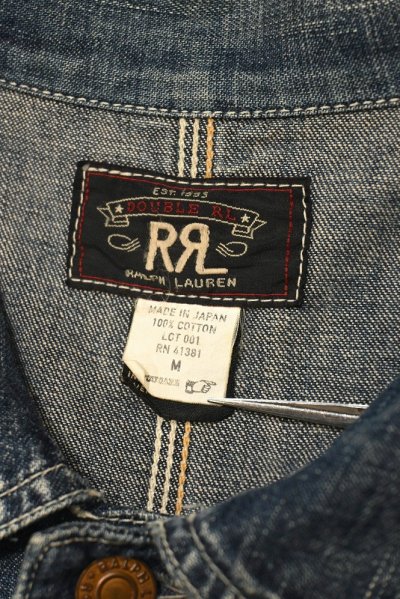 EST. 1993
DOUBLE RL
RRL
RALPH LAUREN
MADE IN JAPAN
100% COTTON
LOT 001
RN 41381
M
RALPH